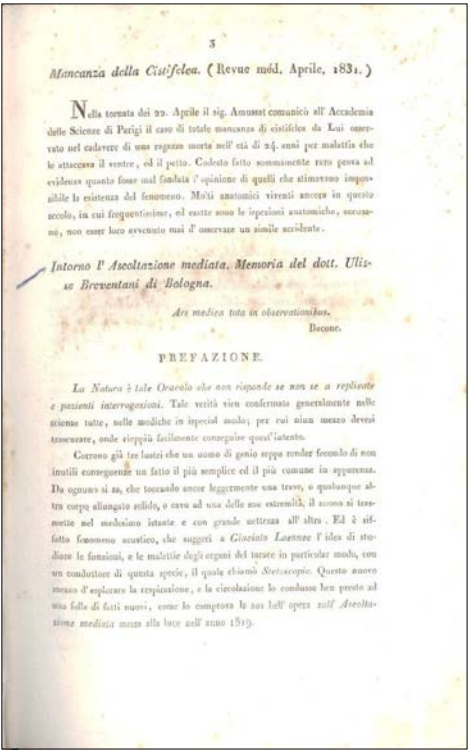 3
Mancanza della Cistifelea. (Revue méd. Aprile, 1831.)
Nella tornata dei 22. Aprile il sig. Amussat comunicò all' Accademia
delle Scienze di Parigi il caso di totale mancanza di cistifelea da Lui osser-
vato nel cadavere di una ragazza morta nell' età di 24. anni per malattia che
le attaccava il ventre, ed il petto. Codesto fatto sommamente raro prova ad
evidenza quanto fosse mal fondata l' opinione di quelli che stimavano impos-
sibile la esistenza del fenomeno. Molti anatomici viventi ancora in questo
secolo, in cui frequentissime, ed esatte sono le ispezioni anatomiche, accusa-
no, non esser loro avvenuto mai d' osservare un simile accidente.
Intorno l' Ascoltazione mediata. Memoria del dott. Ulis-
se Breventani di Bologna.
Ars medica tota in observationibus.
Bacone.
PREFAZIONE.
La Natura è tale Oracolo che non risponde se non se a replicate
e pazienti interrogazioni. Tale verità vien confermata generalmente nelle
scienze tutte, nelle mediche in ispecial modo; per cui niun mezzo devesi
trascurare, onde vieppiù facilmente conseguire quest' intento.
Corrono già tre lustri che un uomo di genio seppe render fecondo di non
inutili conseguenze un fatto il più semplice ed il più comune in apparenza.
Da ognuno si sa, che toccando ancor leggermente una trave, o qualunque al-
tro corpo allungato solido, o cavo ad una delle sue estremità, il suono si tras-
mette nel medesimo istante e con grande nettezza all' altra. Ed è sif-
fatto fenomeno acustico, che suggerì a Giacinto Laennec l' idea di stu-
diare le funzioni, e le malattie degli organi del torace in particular modo, con
un conduttore di questa specie, il quale chiamò Stetoscopio. Questo nuovo
mezzo d' esplorare la respirazione, e la circolazione lo condusse ben presto ad
una folla di fatti nuovi, come lo comprova la sua bell' opera sull' Ascolta-
zione mediata messa alla luce nell' anno 1819.